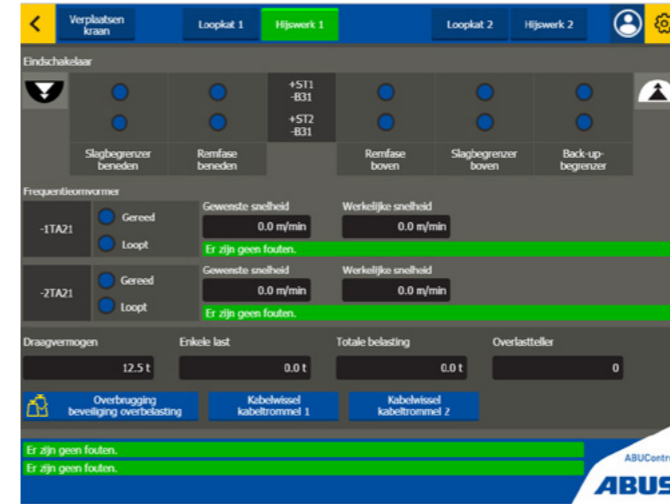 Verplaatsen
kraan
Loopkat 1
Hijswerk 1
Loopkat 2
Hijswerk 2
Eindschakelaar
+ST1
-B31
+ST2
-B31
Slagbegrenzer
beneden
Remfase
beneden
Remfase
boven
Slagbegrenzer
boven
Back-up-
begrenzer
Frequentieomvormer
-1TA21
Gereed
Loopt
Gewenste snelheid
Werkelijke snelheid
0.0 m/min
0.0 m/min
Er zijn geen fouten.
-2TA21
Gereed
Loopt
Gewenste snelheid
Werkelijke snelheid
0.0 m/min
0.0 m/min
Er zijn geen fouten.
Draagvermogen
Enkele last
Totale belasting
Overlastteller
12.5 t
0.0 t
0.0 t
0
Overbrugging
beveiliging overbelasting
Kabelwissel
kabeltrommel 1
Kabelwissel
kabeltrommel 2
Er zijn geen fouten.
Er zijn geen fouten.
ABUContr
ABUS